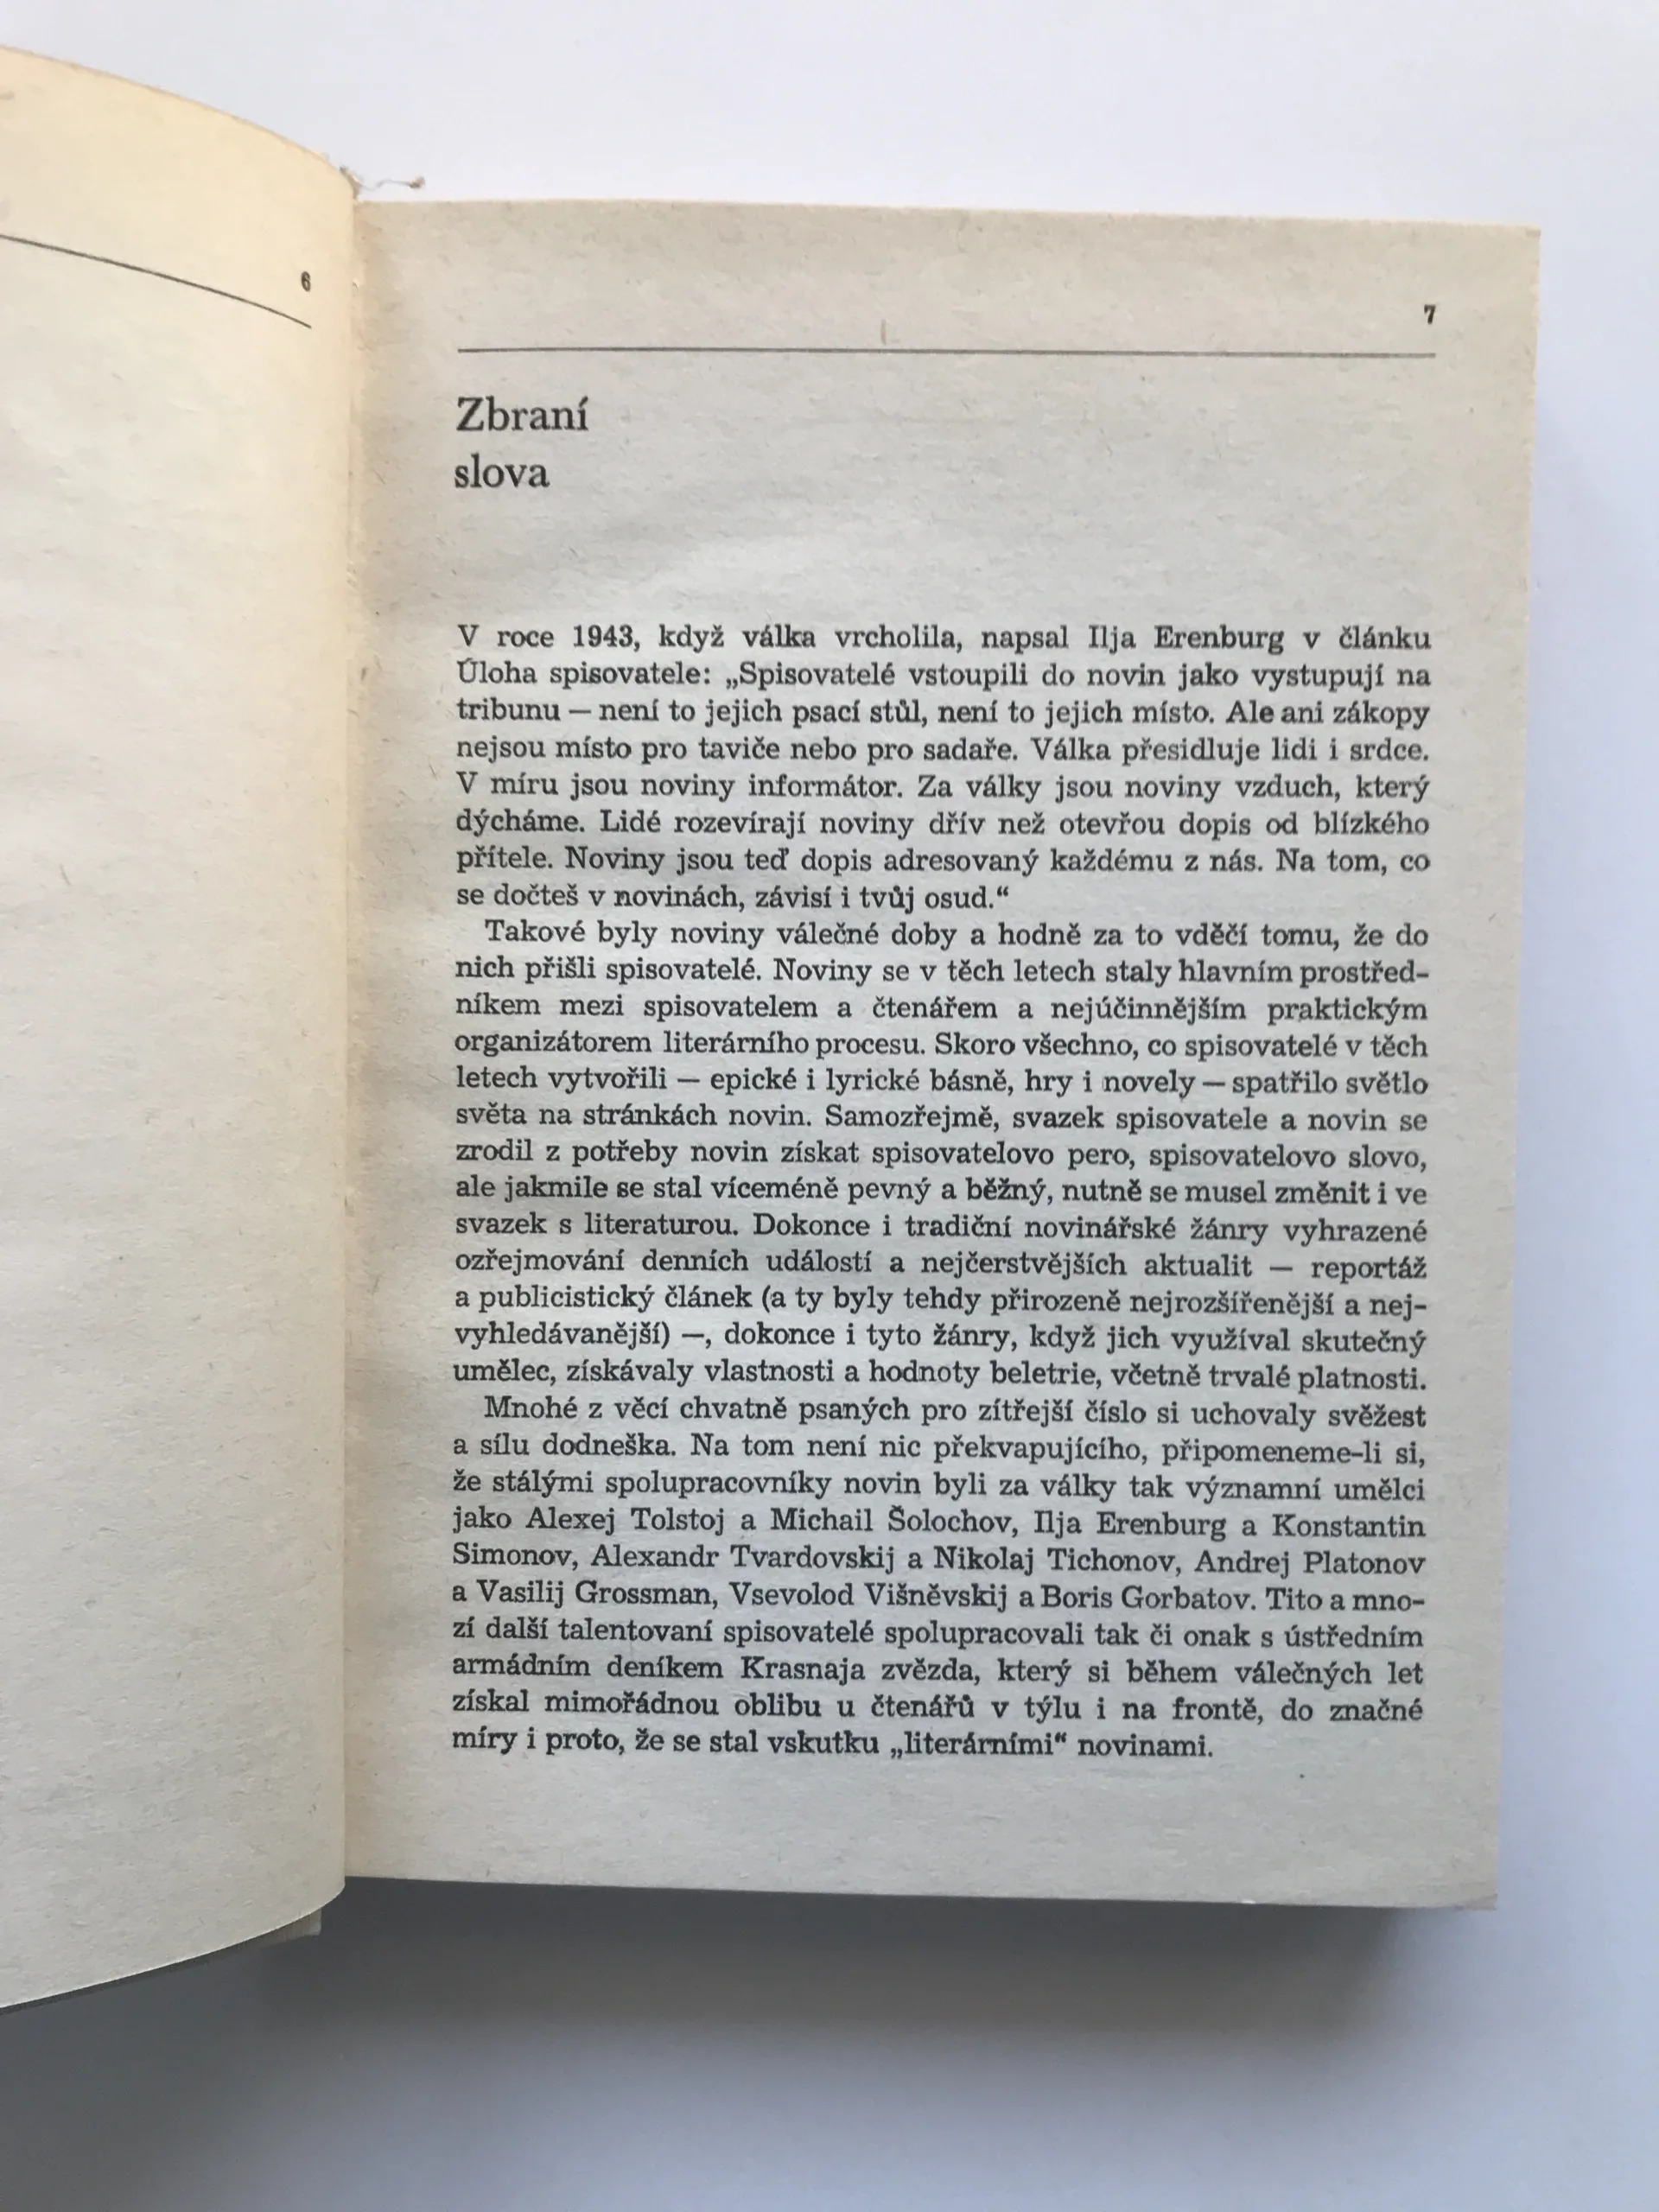 6
7
Zbraní
slova
V roce 1943, když válka vrcholila, napsal Ilja Erenburg v článku
Úloha spisovatele: „Spisovatelé vstoupili do novin jako vystupují na
tribunu — není to jejich psací stůl, není to jejich místo. Ale ani zákopy
nejsou místo pro taviče nebo pro sadaře. Válka přesidluje lidi i srdce.
V míru jsou noviny informátor. Za války jsou noviny vzduch, který
dýcháme. Lidé rozevírají noviny dřív než otevřou dopis od blízkého
přítele. Noviny jsou teď dopis adresovaný každému z nás. Na tom, co
se dočteš v novinách, závisí i tvůj osud.“
Takové byly noviny válečné doby a hodně za to vděčí tomu, že do
nich přišli spisovatelé. Noviny se v těch letech staly hlavním prostřed-
níkem mezi spisovatelem a čtenářem a nejúčinnějším praktickým
organizátorem literárního procesu. Skoro všechno, co spisovatelé v těch
letech vytvořili — epické i lyrické básně, hry i novely — spatřilo světlo
světa na stránkách novin. Samozřejmě, svazek spisovatele a novin se
zrodil z potřeby novin získat spisovatelovo pero, spisovatelovo slovo,
ale jakmile se stal víceméně pevný a běžný, nutně se musel změnit i ve
svazek s literaturou. Dokonce i tradiční novinářské žánry vyhrazené
ozřejmování denních událostí a nejčerstvějších aktualit — reportáž
a publicistický článek (a ty byly tehdy přirozeně nejrozšířenější a nej-
vyhledávanější) —, dokonce i tyto žánry, když jich využíval skutečný
umělec, získávaly vlastnosti a hodnoty beletrie, včetně trvalé platnosti.
Mnohé z věcí chvatně psaných pro zítřejší číslo si uchovaly svěžest
a sílu dodneška. Na tom není nic překvapujícího, připomeneme-li si,
že stálými spolupracovníky novin byli za války tak významní umělci
jako Alexej Tolstoj a Michail Šolochov, Ilja Erenburg a Konstantin
Simonov, Alexandr Tvardovskij a Nikolaj Tichonov, Andrej Platonov
a Vasilij Grossman, Vsevolod Višněvskij a Boris Gorbatov. Tito a mno-
zí další talentovaní spisovatelé spolupracovali tak či onak s ústředním
armádním deníkem Krasnaja zvězda, který si během válečných let
získal mimořádnou oblibu u čtenářů v týlu i na frontě, do značné
míry i proto, že se stal vskutku „literárními“ novinami.